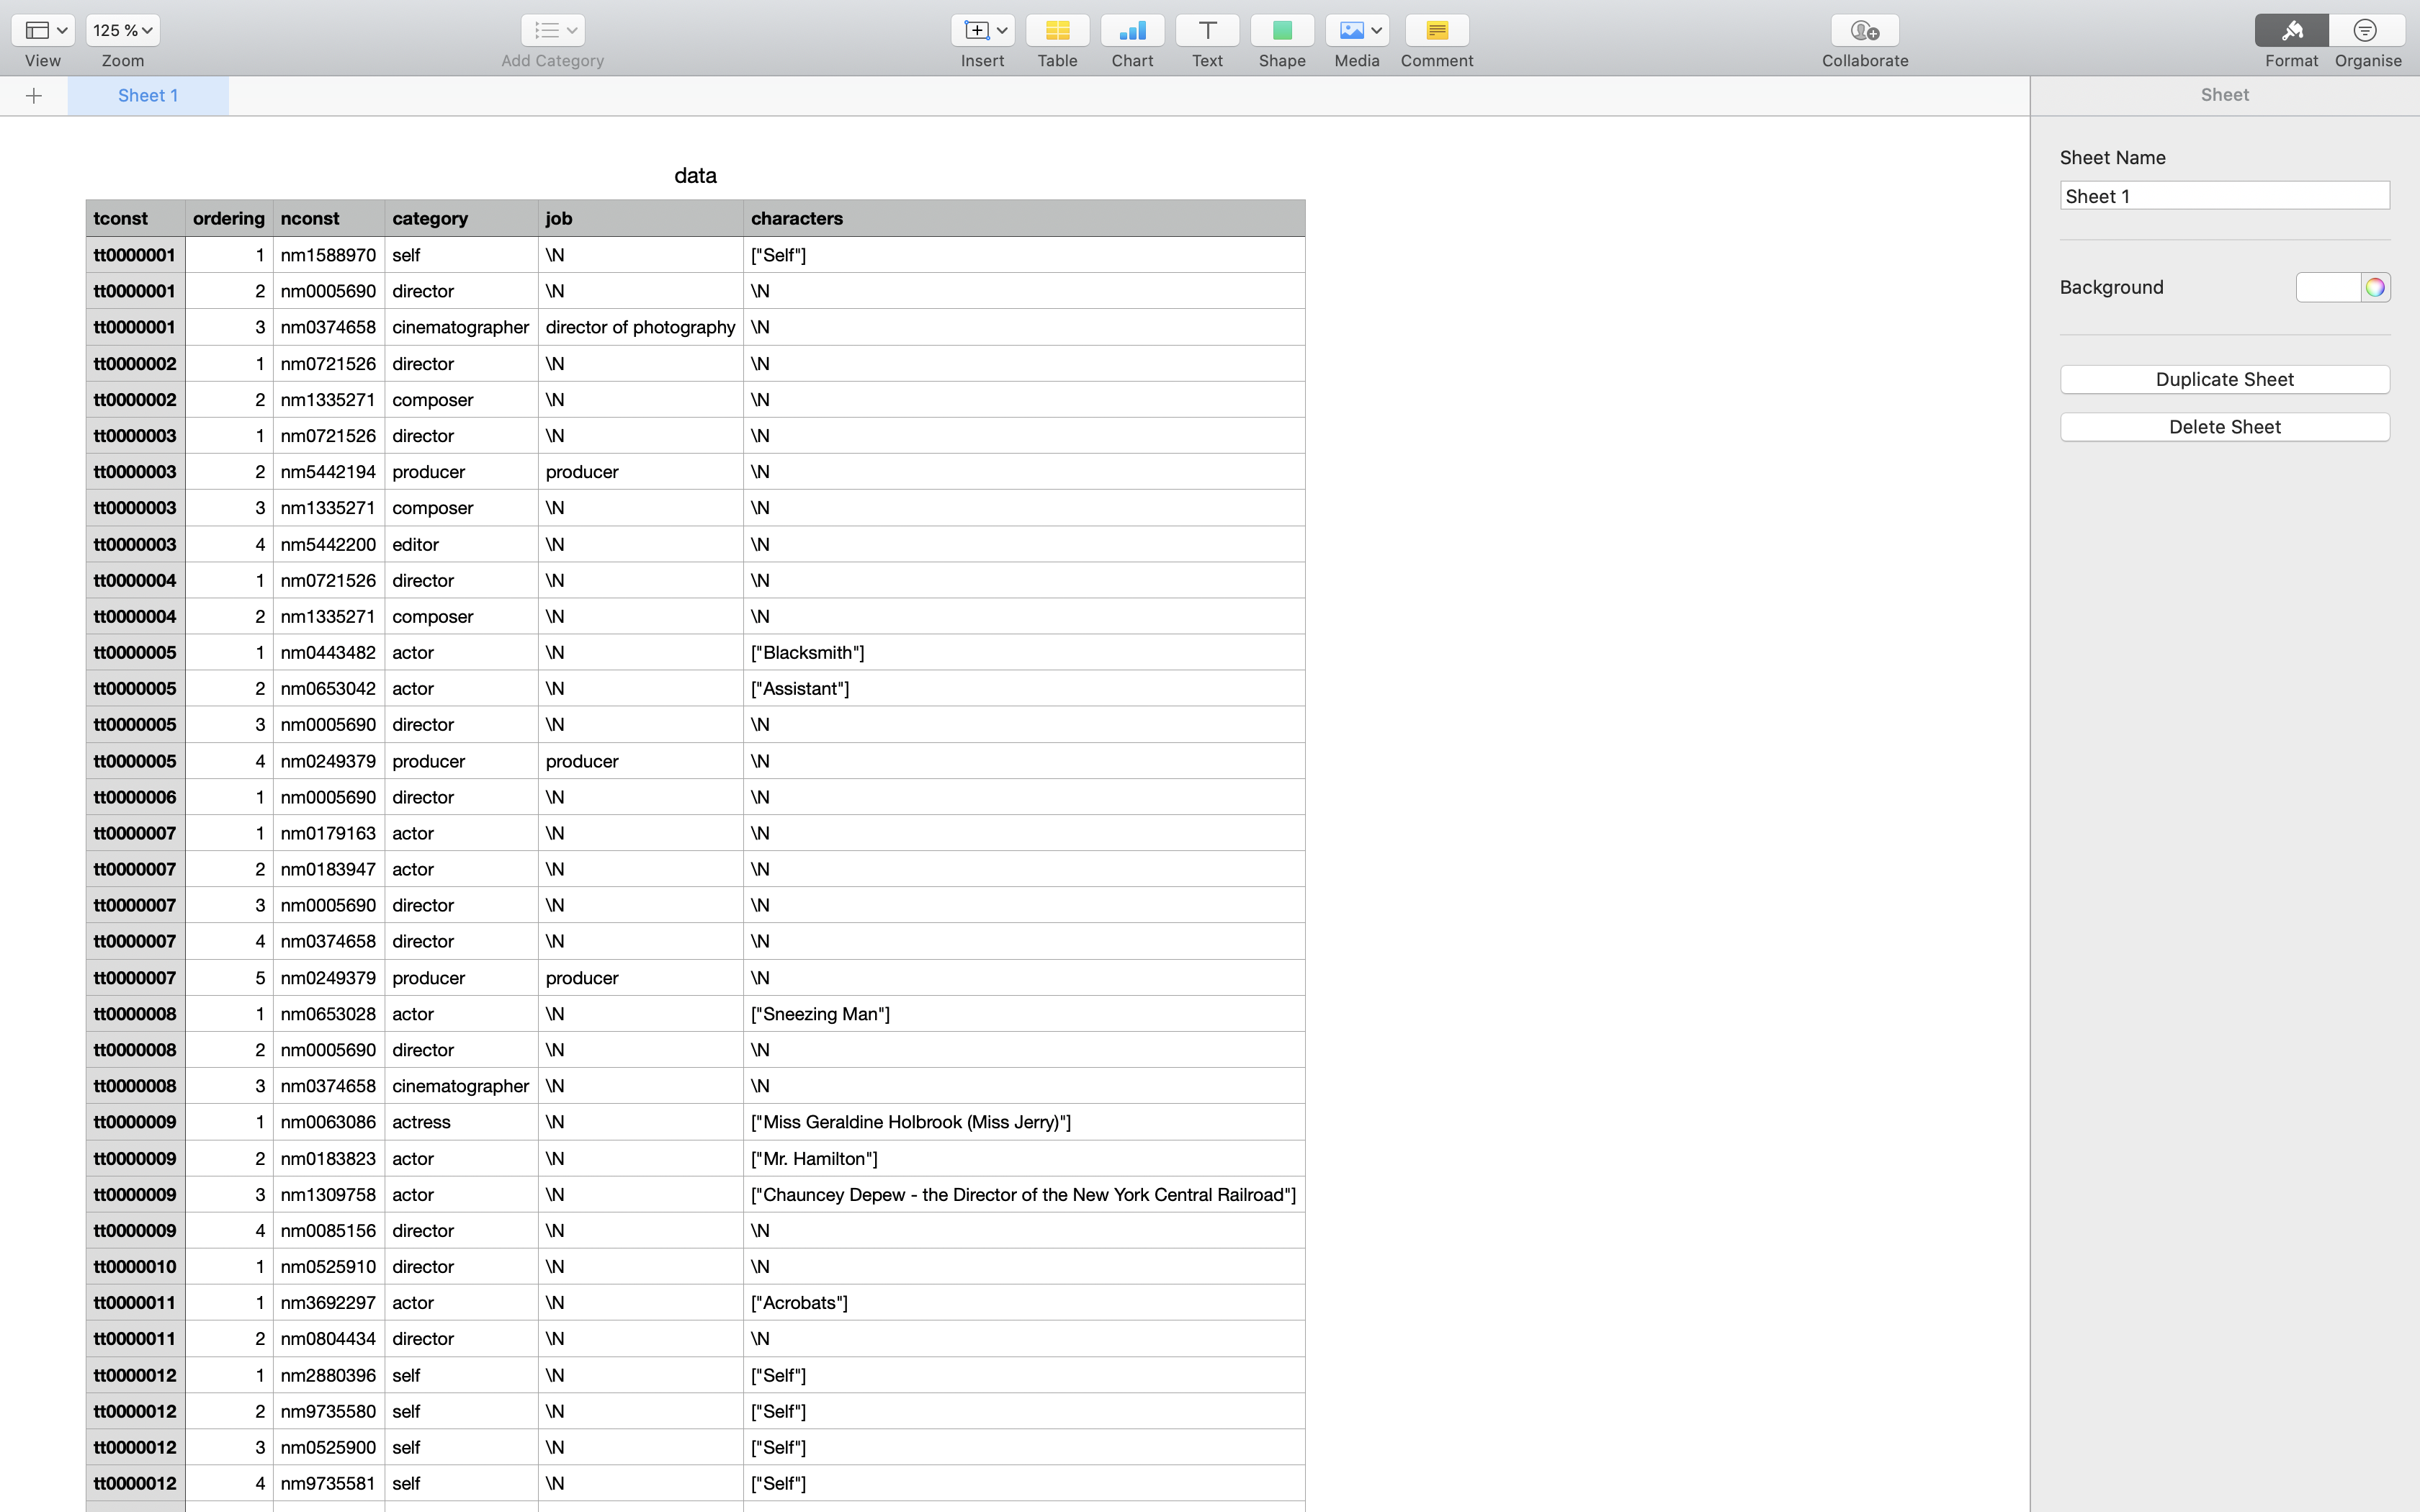 125 %
View Zoom Add Category Insert Table Chart Text Shape Media Comment Collaborate Format Organise
Sheet 1 Sheet
Sheet Name
Sheet 1
Background
Duplicate Sheet
Delete Sheet
data
tconst ordering nconst category job characters
tt0000001 1 nm1588970 self \N ["Self"]
tt0000001 2 nm0005690 director \N \N
tt0000001 3 nm0374658 cinematographer director of photography \N
tt0000002 1 nm0721526 director \N \N
tt0000002 2 nm1335271 composer \N \N
tt0000003 1 nm0721526 director \N \N
tt0000003 2 nm5442194 producer producer \N
tt0000003 3 nm1335271 composer \N \N
tt0000003 4 nm5442200 editor \N \N
tt0000004 1 nm0721526 director \N \N
tt0000004 2 nm1335271 composer \N \N
tt0000005 1 nm0443482 actor \N ["Blacksmith"]
tt0000005 2 nm0653042 actor \N ["Assistant"]
tt0000005 3 nm0005690 director \N \N
tt0000005 4 nm0249379 producer producer \N
tt0000006 1 nm0005690 director \N \N
tt0000007 1 nm0179163 actor \N \N
tt0000007 2 nm0183947 actor \N \N
tt0000007 3 nm0005690 director \N \N
tt0000007 4 nm0374658 director \N \N
tt0000007 5 nm0249379 producer producer \N
tt0000008 1 nm0653028 actor \N ["Sneezing Man"]
tt0000008 2 nm0005690 director \N \N
tt0000008 3 nm0374658 cinematographer \N \N
tt0000009 1 nm0063086 actress \N ["Miss Geraldine Holbrook (Miss Jerry)"]
tt0000009 2 nm0183823 actor \N ["Mr. Hamilton"]
tt0000009 3 nm1309758 actor \N ["Chauncey Depew - the Director of the New York Central Railroad"]
tt0000009 4 nm0085156 director \N \N
tt0000010 1 nm0525910 director \N \N
tt0000011 1 nm3692297 actor \N ["Acrobats"]
tt0000011 2 nm0804434 director \N \N
tt0000012 1 nm2880396 self \N ["Self"]
tt0000012 2 nm9735580 self \N ["Self"]
tt0000012 3 nm0525900 self \N ["Self"]
tt0000012 4 nm9735581 self \N ["Self"]